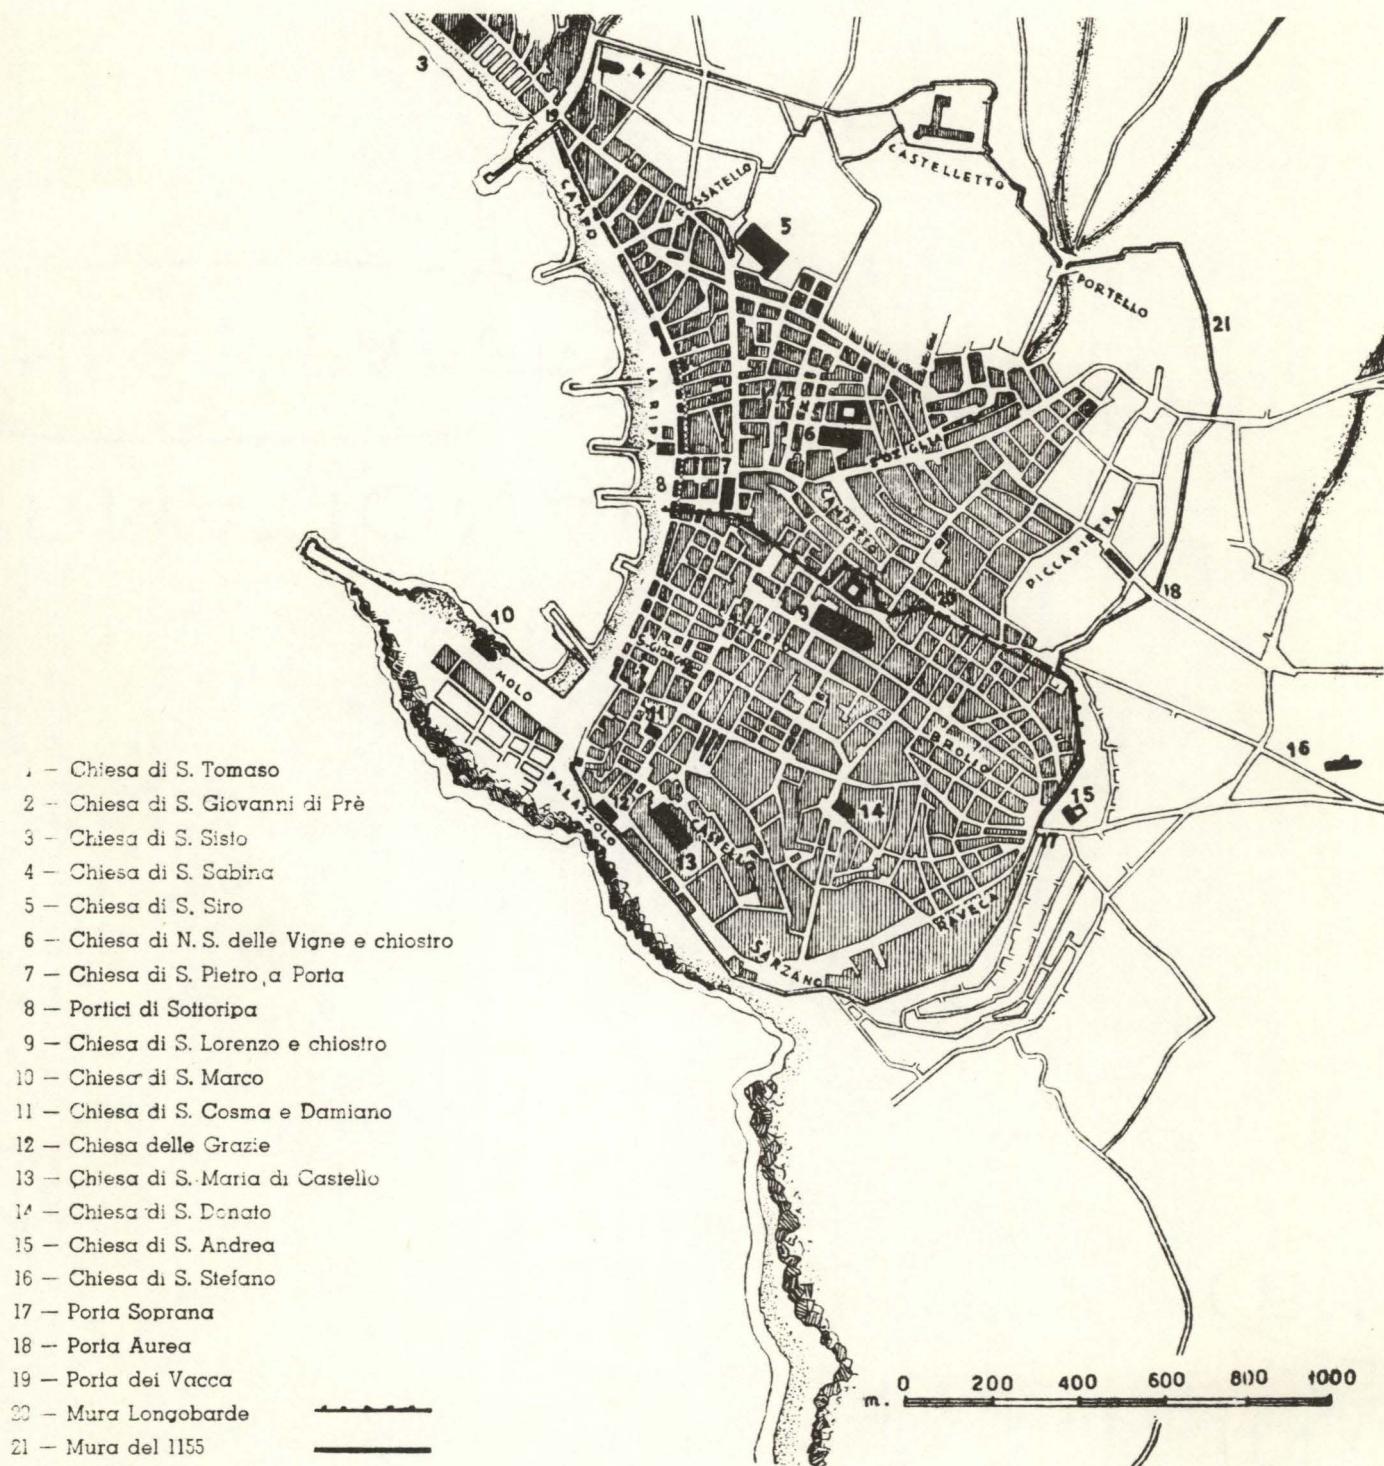 3
4
19
CASTELLETTO
CAMPO
5
PORTELLO
21
LA RIPA
6
SOZIGLIA
7
8
CAMPETTO
PICCAPIETRA
18
20
9
10
S. GIORGIO
MOLO
11
BROLIO
16
PALAZZOLO
12
15
14
CASTELLO
13
17
RAVECA
SARZANO
1 — Chiesa di S. Tomaso
2 — Chiesa di S. Giovanni di Prè
3 — Chiesa di S. Sisto
4 — Chiesa di S. Sabina
5 — Chiesa di S. Siro
6 — Chiesa di N. S. delle Vigne e chiostro
7 — Chiesa di S. Pietro a Porta
8 — Portici di Sottoripa
9 — Chiesa di S. Lorenzo e chiostro
10 — Chiesa di S. Marco
11 — Chiesa di S. Cosma e Damiano
12 — Chiesa delle Grazie
13 — Chiesa di S. Maria di Castello
14 — Chiesa di S. Donato
15 — Chiesa di S. Andrea
16 — Chiesa di S. Stefano
17 — Porta Soprana
18 — Porta Aurea
19 — Porta dei Vacca
20 — Mura Longobarde
21 — Mura del 1155
m. 0 200 400 600 800 1000